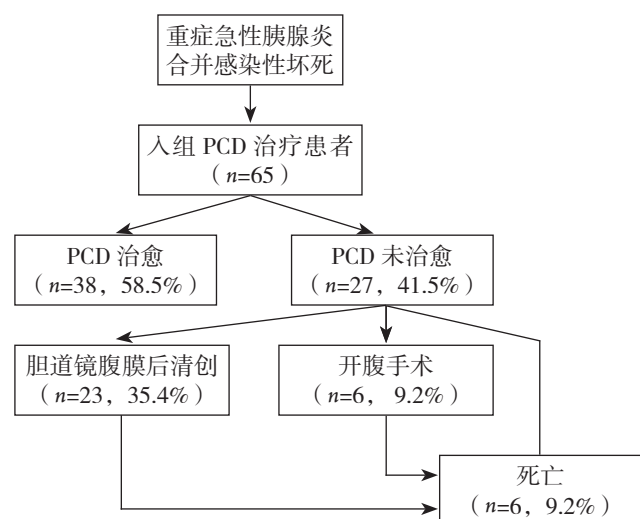 重症急性胰腺炎
合并感染性坏死
入组 PCD 治疗患者
（n=65）
PCD 治愈
（n=38，58.5%）
PCD 未治愈
（n=27，41.5%）
胆道镜腹膜后清创
（n=23，35.4%）
开腹手术
（n=6， 9.2%）
死亡
（n=6，9.2%）